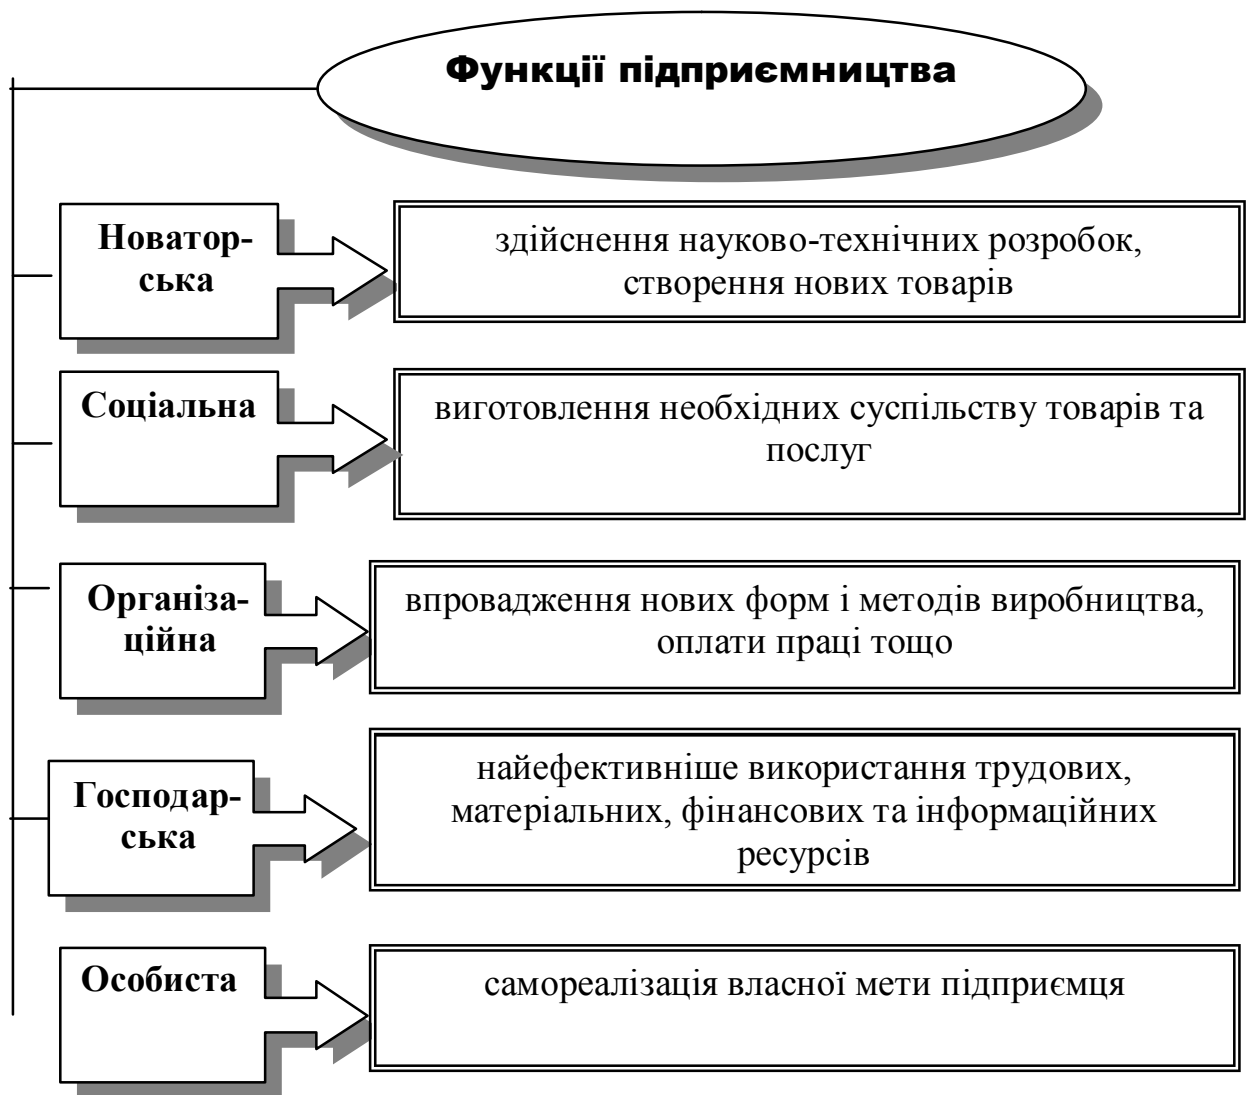 Функції підприємництва
Новатор-
ська
здійснення науково-технічних розробок,
створення нових товарів
Соціальна
виготовлення необхідних суспільству товарів та
послуг
Організа-
ційна
впровадження нових форм і методів виробництва,
оплати праці тощо
Господар-
ська
найефективніше використання трудових,
матеріальних, фінансових та інформаційних
ресурсів
Особиста
самореалізація власної мети підприємця